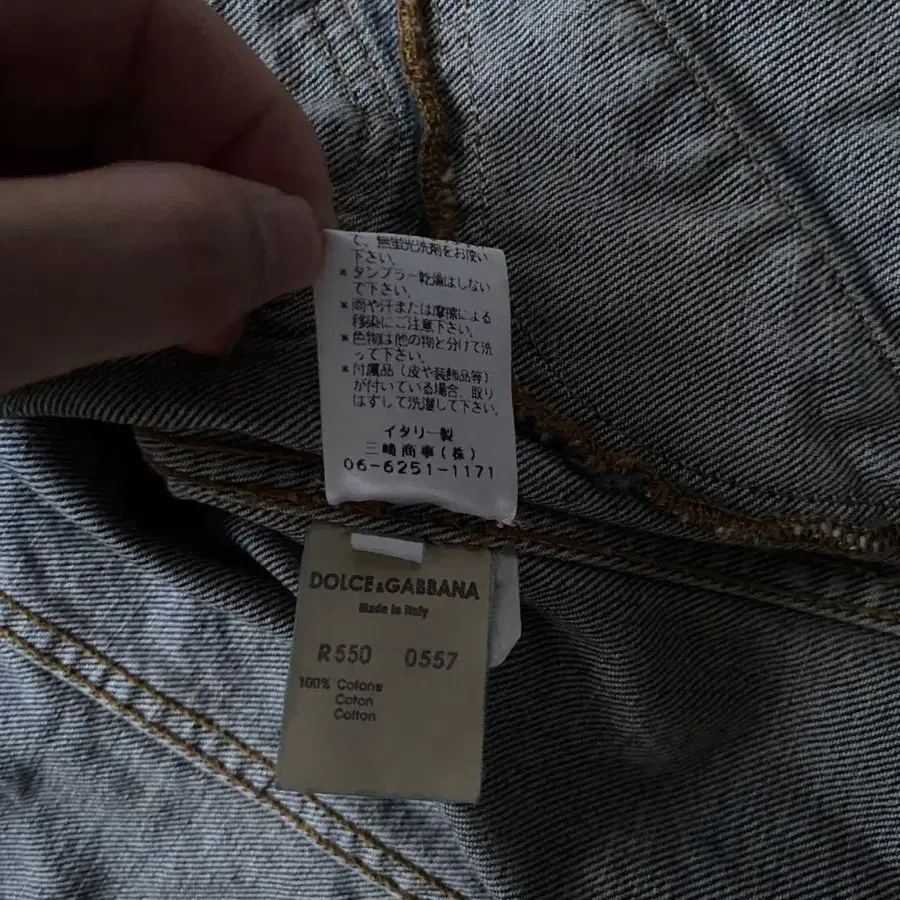 て、無蛍光洗剤をお使い
下さい。
*タンブラー乾燥はしない
で下さい。
*雨や汗または摩擦による
移染にご注意下さい。
*色物は他の物と分けて洗
って下さい。
*付属品(皮や装飾品等)
が付いている場合、取り
はずして洗濯して下さい。
イタリー製
三崎商事(株)
06-6251-1171
DOLCE&GABBANA
Made in Italy
R550 0557
100% Cotone
Coton
Cotton